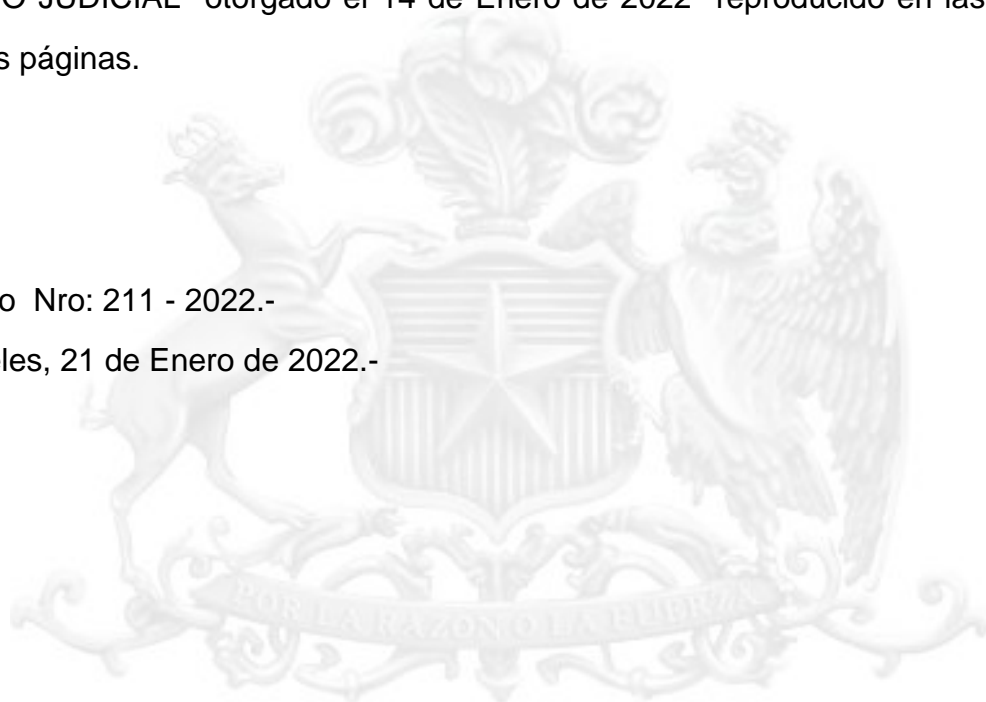 O JUDICIAL" otorgado el 14 de Enero de 2022 reproducido en las
s páginas.
o Nro: 211 - 2022.-
les, 21 de Enero de 2022.-
POR LA RAZON O LA FUERZA